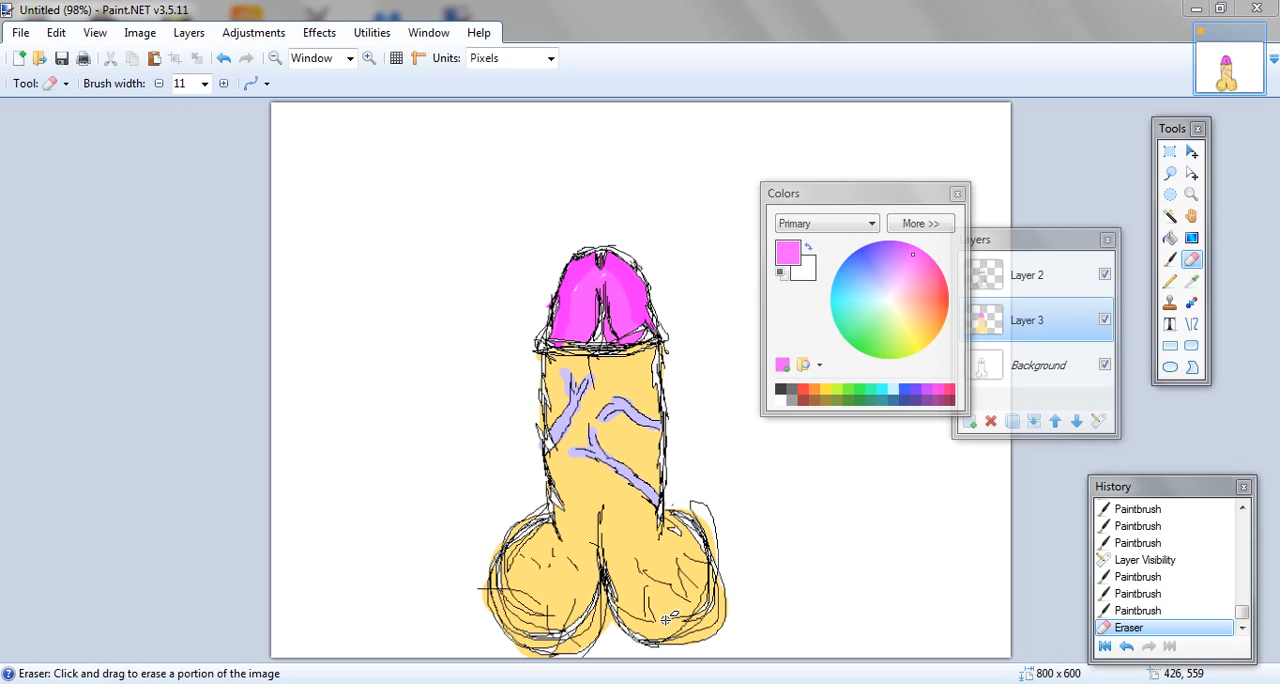 Untitled (98%) - Paint.NET v3.5.11
File Edit View Image Layers Adjustments Effects Utilities Window Help
Window Units: Pixels
Tool: Brush width: 11
Tools
Colors
Primary More >>
Layers
Layer 2
Layer 3
Background
History
Paintbrush
Paintbrush
Paintbrush
Layer Visibility
Paintbrush
Paintbrush
Paintbrush
Eraser
Eraser: Click and drag to erase a portion of the image 800 x 600 426, 559